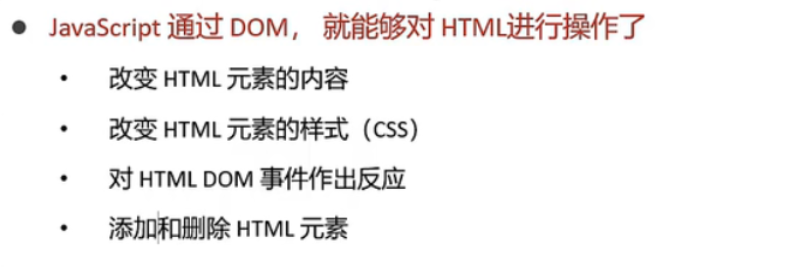 ● JavaScript 通过 DOM， 就能够对 HTML进行操作了
• 改变 HTML 元素的内容
• 改变 HTML 元素的样式（CSS）
• 对 HTML DOM 事件作出反应
• 添加和删除 HTML 元素